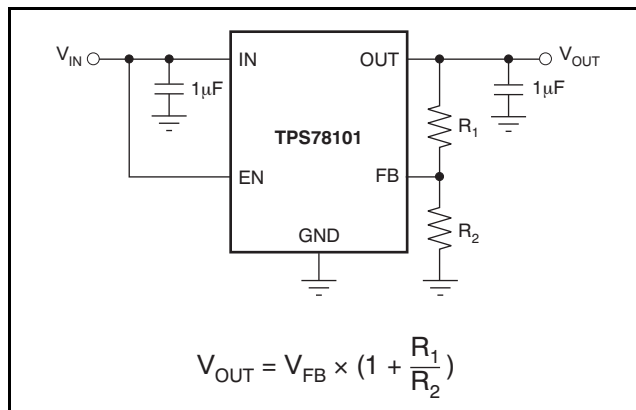 V_IN IN OUT V_OUT
1μF 1μF
R_1
TPS78101
EN FB
R_2
GND
V_OUT = V_FB × (1 + R_1/R_2)